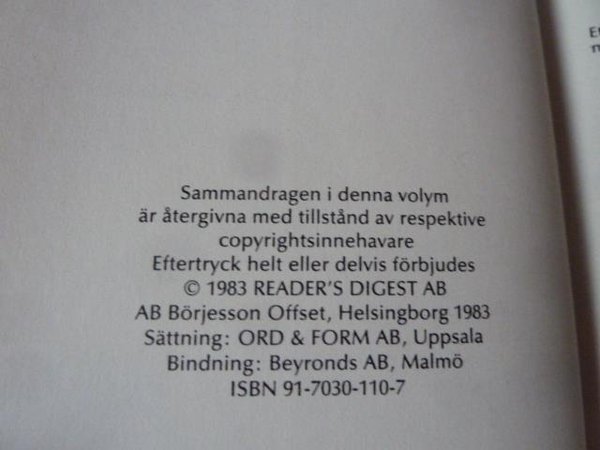 Sammandragen i denna volym
är återgivna med tillstånd av respektive
copyrightsinnehavare
Eftertryck helt eller delvis förbjudes
© 1983 READER'S DIGEST AB
AB Börjesson Offset, Helsingborg 1983
Sättning: ORD & FORM AB, Uppsala
Bindning: Beyronds AB, Malmö
ISBN 91-7030-110-7